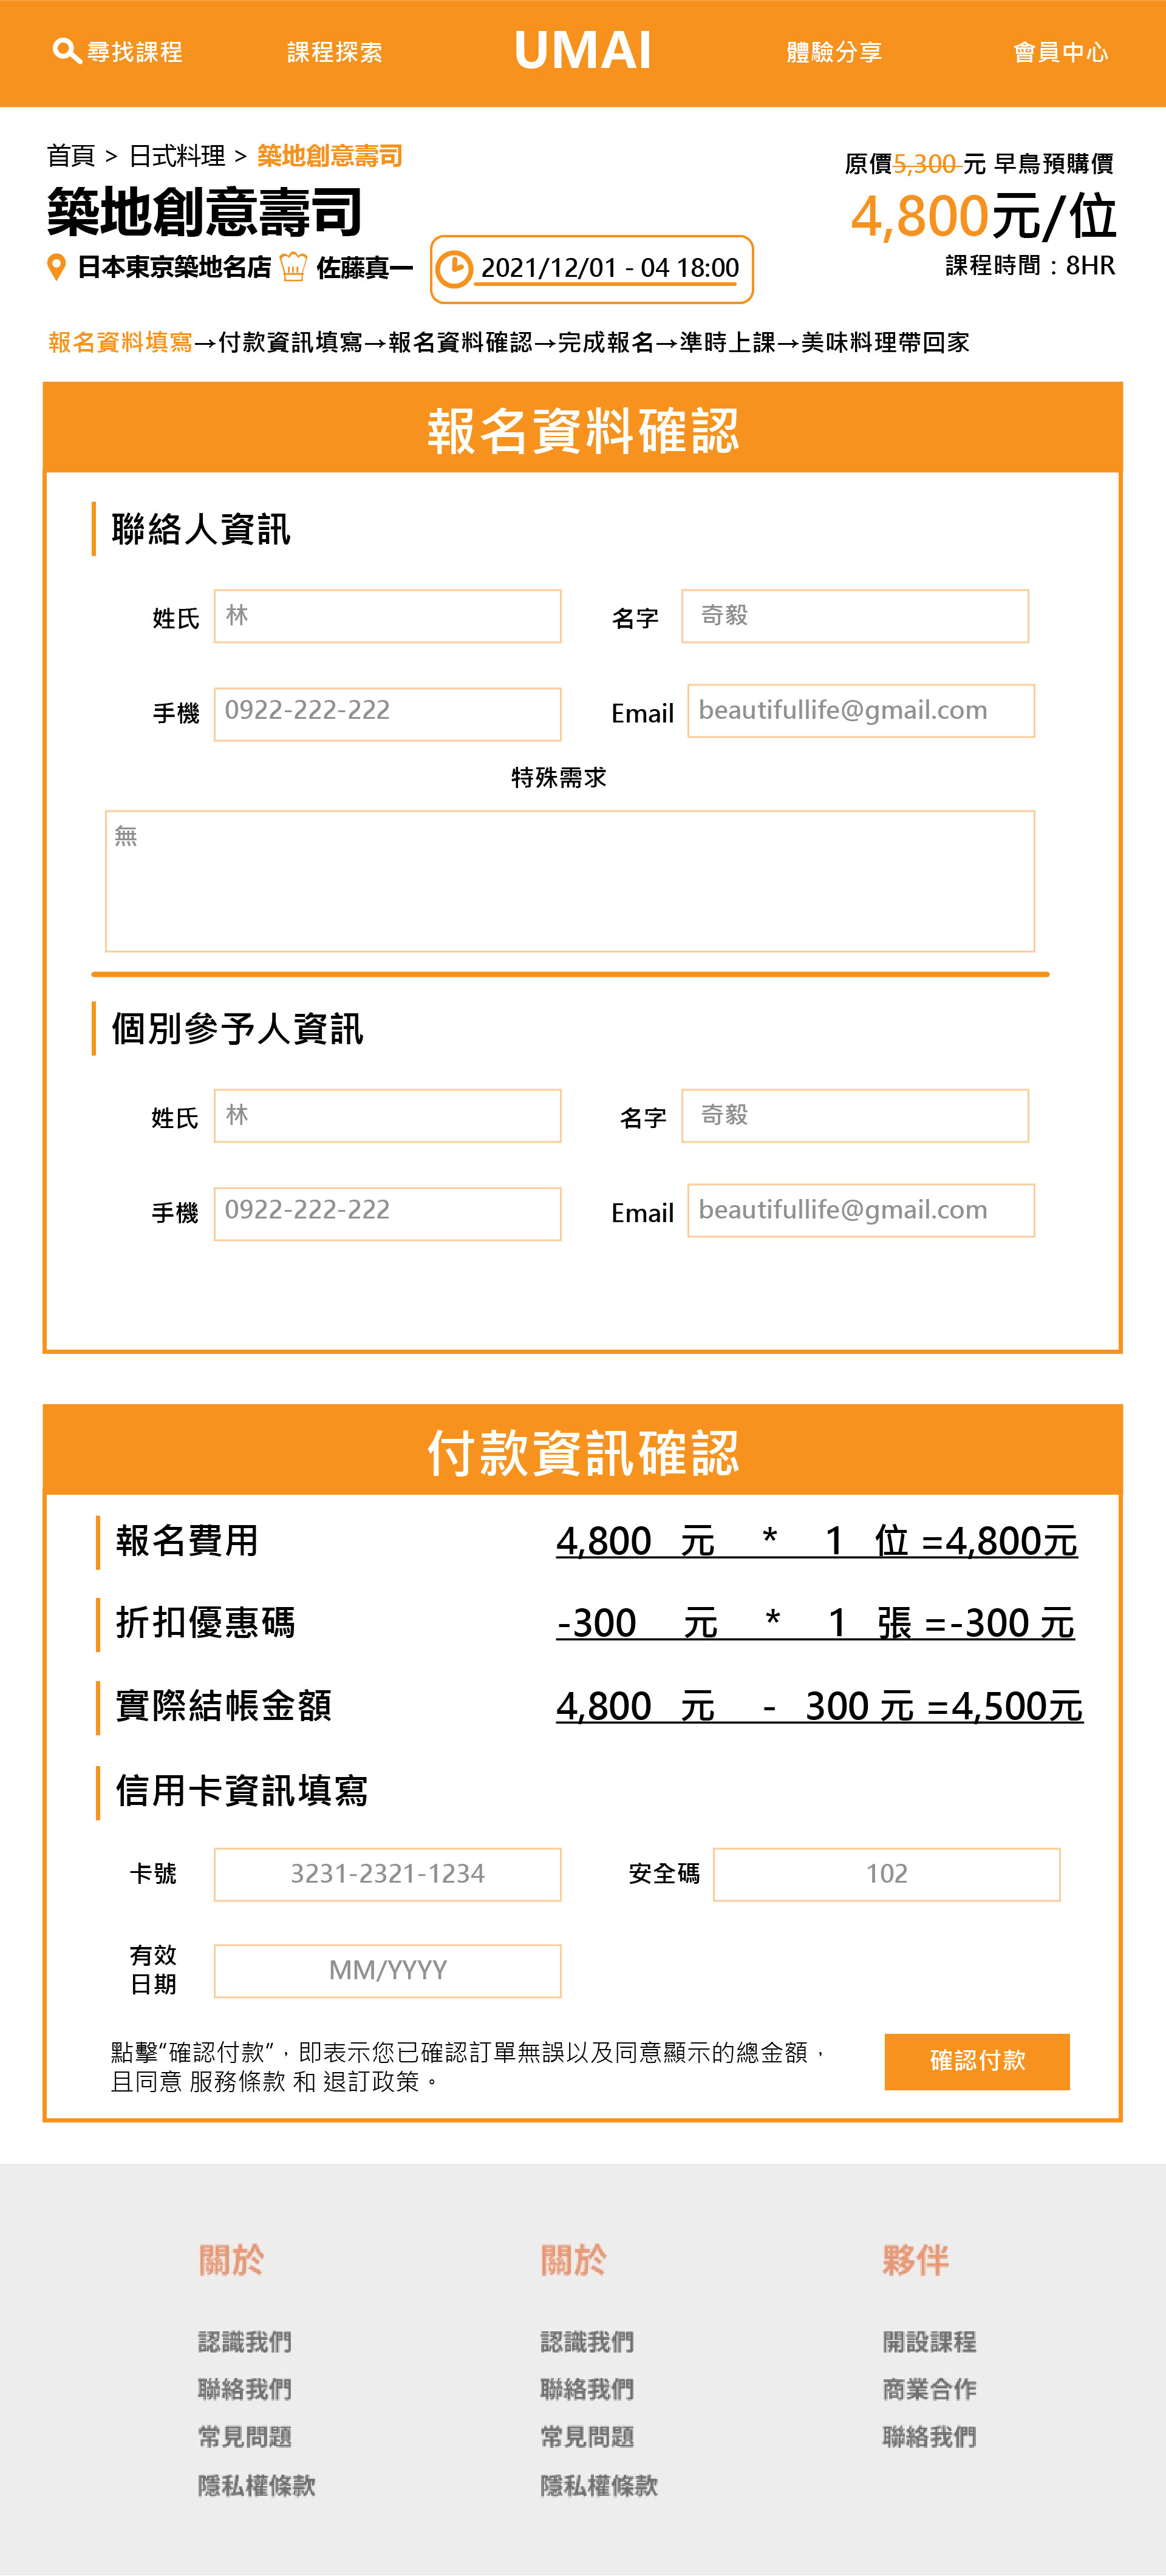 尋找課程 課程探索 UMAI 體驗分享 會員中心
首頁 > 日式料理 > 築地創意壽司
築地創意壽司
日本東京築地名店 佐藤真一 2021/12/01 - 04 18:00
原價5,300 元 早鳥預購價
4,800元/位
課程時間：8HR
報名資料填寫→付款資訊填寫→報名資料確認→完成報名→準時上課→美味料理帶回家
報名資料確認
聯絡人資訊
姓氏 林 名字 奇毅
手機 0922-222-222 Email beautifullife@gmail.com
特殊需求
無
個別參予人資訊
姓氏 林 名字 奇毅
手機 0922-222-222 Email beautifullife@gmail.com
付款資訊確認
報名費用 4,800 元 * 1 位 =4,800元
折扣優惠碼 -300 元 * 1 張 =-300 元
實際結帳金額 4,800 元 - 300 元 =4,500元
信用卡資訊填寫
卡號 3231-2321-1234 安全碼 102
有效
日期 MM/YYYY
點擊“確認付款”，即表示您已確認訂單無誤以及同意顯示的總金額，
且同意 服務條款 和 退訂政策。
確認付款
關於 關於 夥伴
認識我們 認識我們 開設課程
聯絡我們 聯絡我們 商業合作
常見問題 常見問題 聯絡我們
隱私權條款 隱私權條款